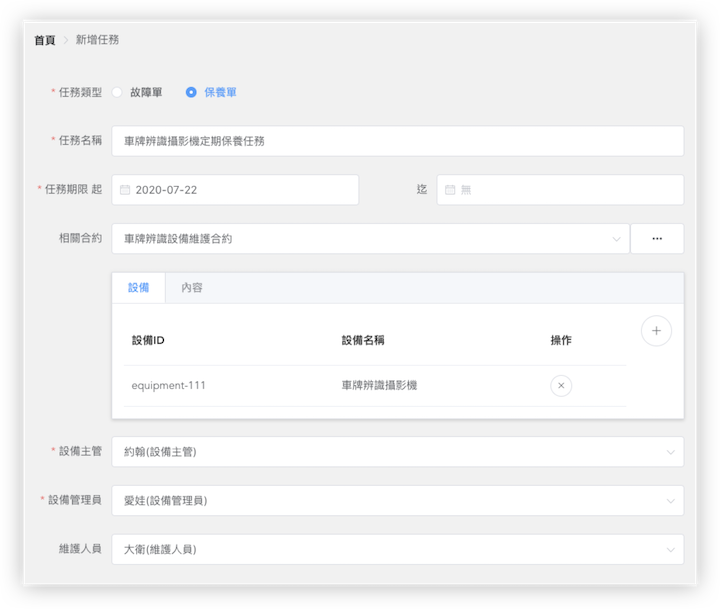 首頁 > 新增任務
* 任務類型 故障單 保養單
* 任務名稱 車牌辨識攝影機定期保養任務
* 任務期限 起 2020-07-22 迄 無
相關合約 車牌辨識設備維護合約 ...
設備 內容
設備ID 設備名稱 操作
equipment-111 車牌辨識攝影機
* 設備主管 約翰(設備主管)
* 設備管理員 愛娃(設備管理員)
維護人員 大衛(維護人員)